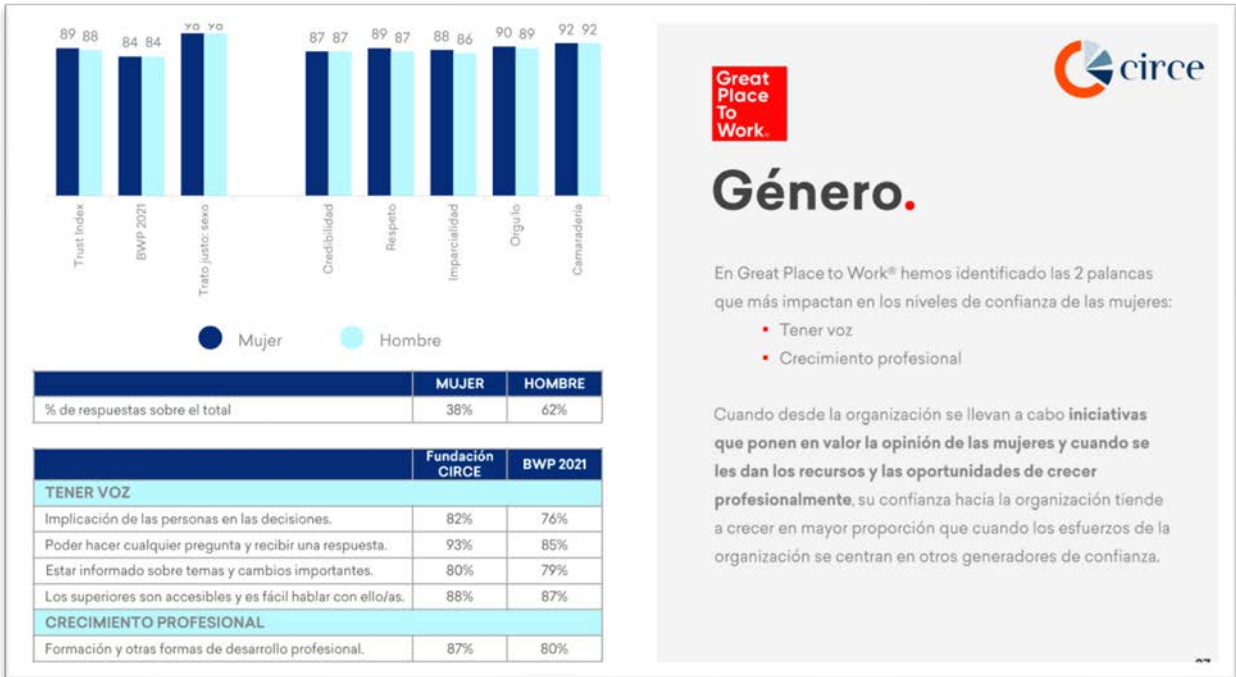 89 88
84 84
98 98
87 87
89 87
88 86
90 89
92 92
Trust Index
BWP 2021
Trato justo: sexo
Credibilidad
Respeto
Imparcialidad
Orgullo
Camaradería
Mujer
Hombre
MUJER HOMBRE
% de respuestas sobre el total 38% 62%
Fundación
CIRCE BWP 2021
TENER VOZ
Implicación de las personas en las decisiones. 82% 76%
Poder hacer cualquier pregunta y recibir una respuesta. 93% 85%
Estar informado sobre temas y cambios importantes. 80% 79%
Los superiores son accesibles y es fácil hablar con ello/as. 88% 87%
CRECIMIENTO PROFESIONAL
Formación y otras formas de desarrollo profesional. 87% 80%
circe
Great
Place
To
Work®
Género.
En Great Place to Work® hemos identificado las 2 palancas
que más impactan en los niveles de confianza de las mujeres:
▪ Tener voz
▪ Crecimiento profesional
Cuando desde la organización se llevan a cabo iniciativas
que ponen en valor la opinión de las mujeres y cuando se
les dan los recursos y las oportunidades de crecer
profesionalmente, su confianza hacia la organización tiende
a crecer en mayor proporción que cuando los esfuerzos de la
organización se centran en otros generadores de confianza.